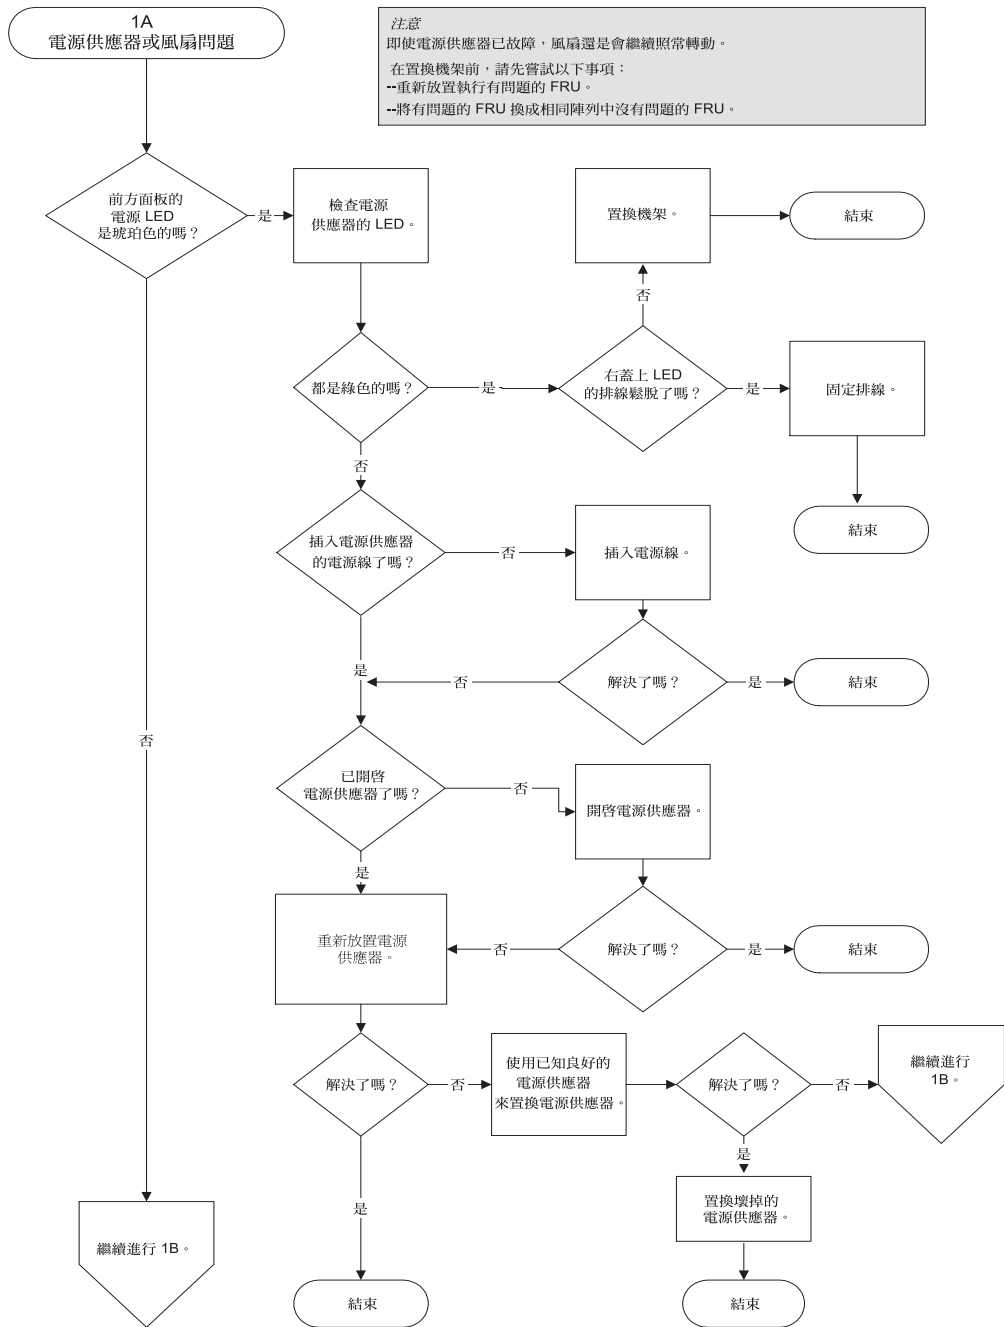 1A
電源供應器或風扇問題
注意
即使電源供應器已故障，風扇還是會繼續照常轉動。
在置換機架前，請先嘗試以下事項：
--重新放置執行有問題的 FRU。
--將有問題的 FRU 換成相同陣列中沒有問題的 FRU。
前方面板的
電源 LED
是琥珀色的嗎？
是
檢查電源
供應器的 LED。
置換機架。
結束
否
都是綠色的嗎？
是
右蓋上 LED
的排線鬆脫了嗎？
是
固定排線。
否
結束
插入電源供應器
的電源線了嗎？
否
插入電源線。
是
否
解決了嗎？
是
結束
否
已開啓
電源供應器了嗎？
否
開啓電源供應器。
是
重新放置電源
供應器。
否
解決了嗎？
是
結束
解決了嗎？
否
使用已知良好的
電源供應器
來置換電源供應器。
解決了嗎？
否
繼續進行
1B。
是
是
置換壞掉的
電源供應器。
繼續進行 1B。
結束
結束